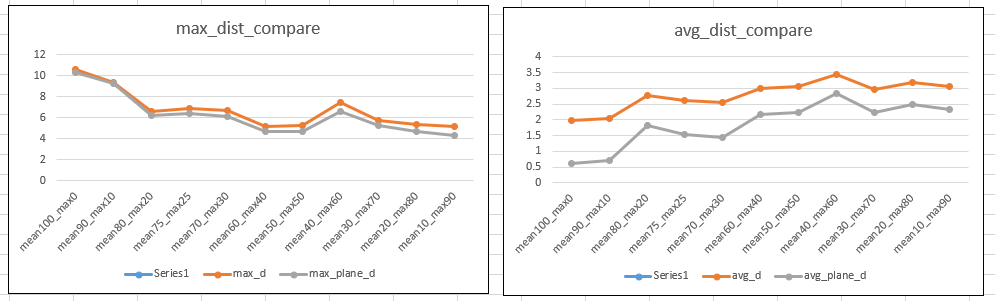 max_dist_compare
12
10
8
6
4
2
0
mean100_max0
mean90_max10
mean80_max20
mean75_max25
mean70_max30
mean60_max40
mean50_max50
mean40_max60
mean30_max70
mean20_max80
mean10_max90
Series1 max_d max_plane_d
avg_dist_compare
4
3.5
3
2.5
2
1.5
1
0.5
0
mean100_max0
mean90_max10
mean80_max20
mean75_max25
mean70_max30
mean60_max40
mean50_max50
mean40_max60
mean30_max70
mean20_max80
mean10_max90
Series1 avg_d avg_plane_d